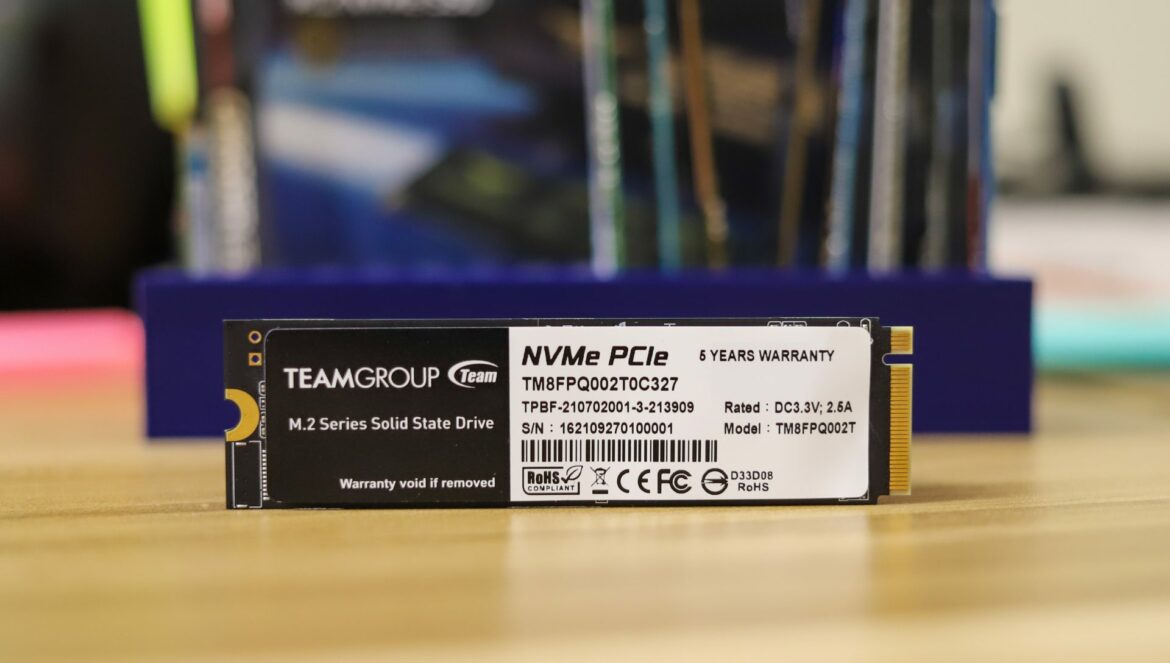 TEAMGROUP Team
M.2 Series Solid State Drive
Warranty void if removed
NVMe PCIe 5 YEARS WARRANTY
TM8FPQ002T0C327
TPBF-210702001-3-213909 Rated : DC3.3V; 2.5A
S/N : 162109270100001 Model : TM8FPQ002T
RoHS
COMPLIANT
CE FC D33D08
RoHS